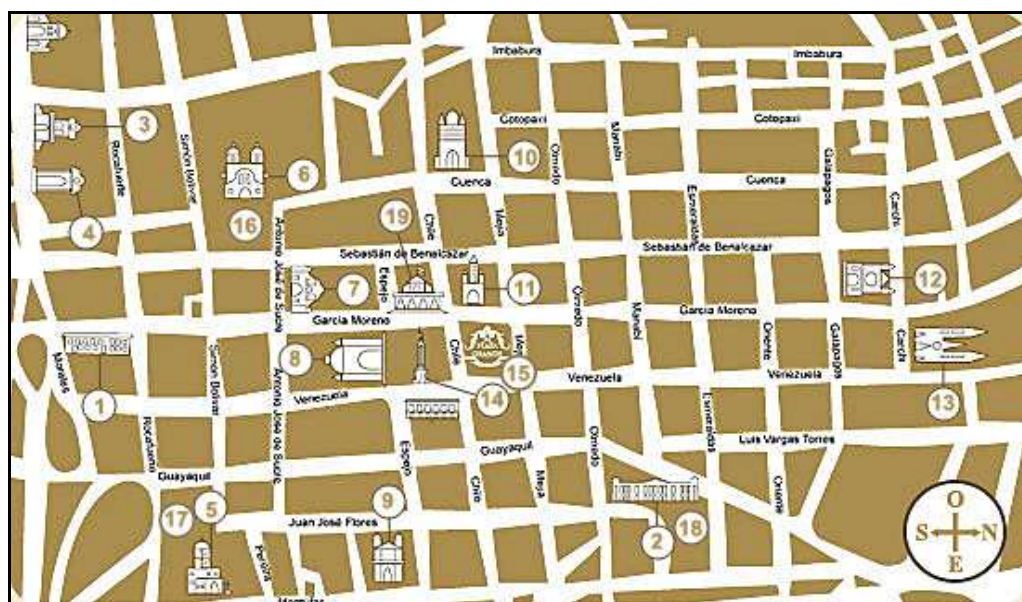 Imbabura
Imbabura
Cotopaxi
Cotopaxi
3
Rocafuerte
Simón Bolívar
6
10
Olmedo
Manabí
Galápagos
Cuenca
Cuenca
4
16
Antonio José de Sucre
19
Chile
Mejía
Esmeraldas
Carchi
Sebastián de Benalcázar
Sebastián de Benalcázar
7
Espejo
11
12
García Moreno
García Moreno
Olmedo
Manabí
Oriente
Galápagos
Carchi
Morales
1
Simón Bolívar
8
Chile
GRANDE
15
Venezuela
Venezuela
Venezuela
14
13
Antonio José de Sucre
Esmeraldas
Luis Vargas Torres
Guayaquil
Guayaquil
Espejo
Chile
Mejía
Olmedo
Oriente
17
5
Juan José Flores
9
2
18
Pereira
O
S N
E